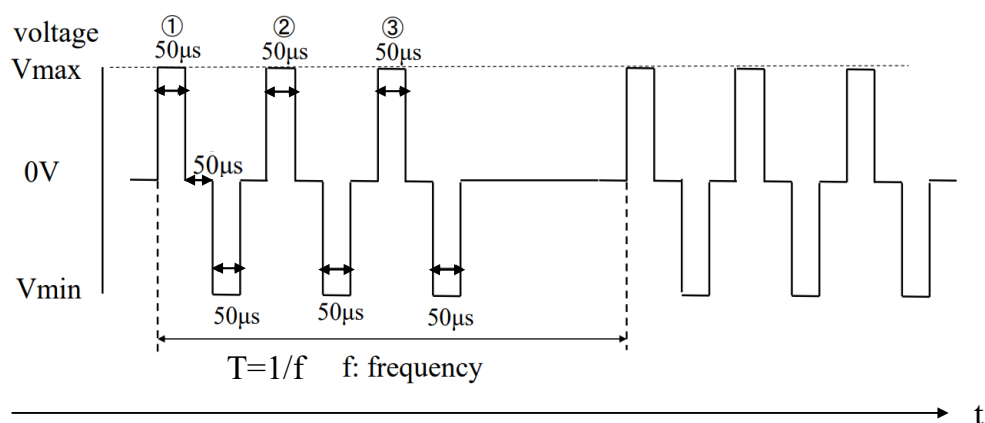 voltage
① ② ③
50μs 50μs 50μs
Vmax
50μs
0V
Vmin
50μs 50μs 50μs
T=1/f f: frequency
t